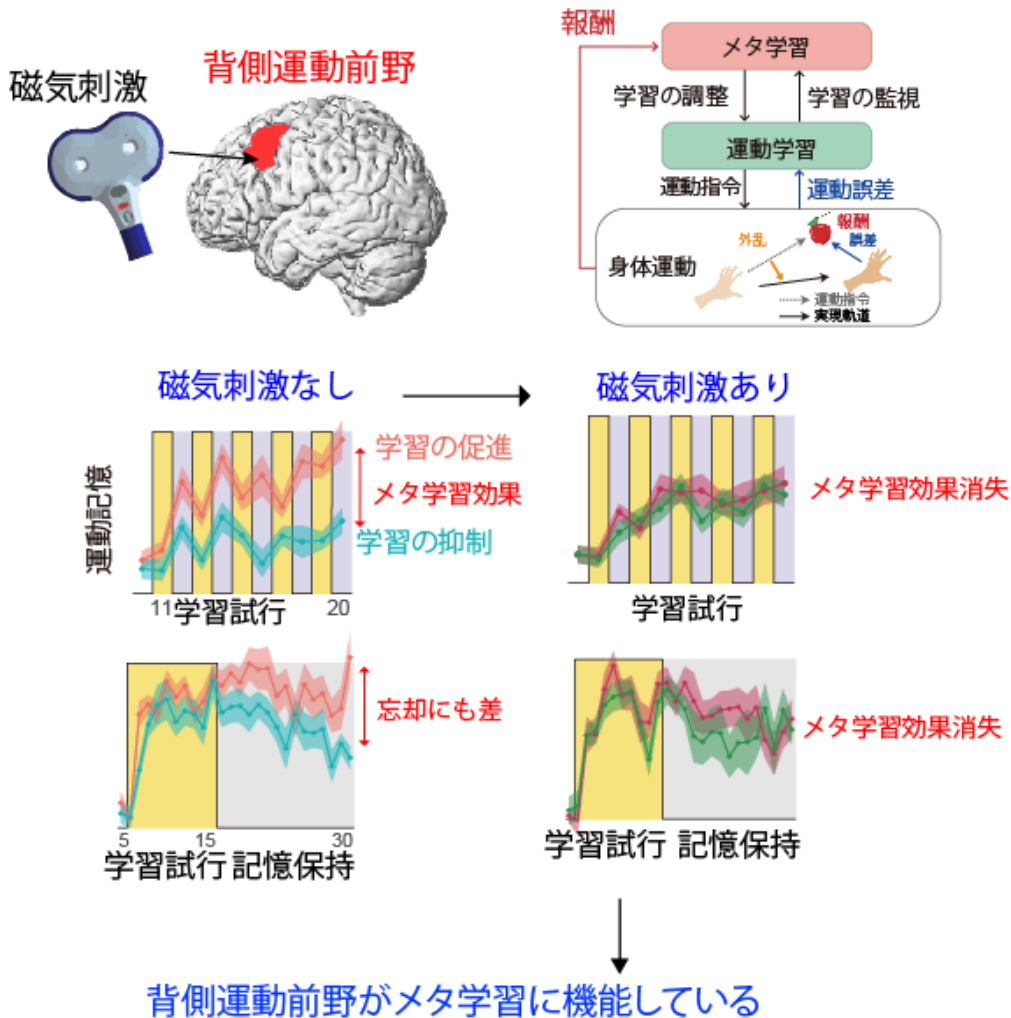 磁気刺激
背側運動前野
報酬
メタ学習
学習の調整
学習の監視
運動学習
運動指令
運動誤差
身体運動
外乱
報酬
誤差
運動指令
実現軌道
磁気刺激なし
磁気刺激あり
運動記憶
学習の促進
メタ学習効果
学習の抑制
11
学習試行
20
メタ学習効果消失
学習試行
忘却にも差
5
15
30
学習試行 記憶保持
メタ学習効果消失
学習試行 記憶保持
背側運動前野がメタ学習に機能している